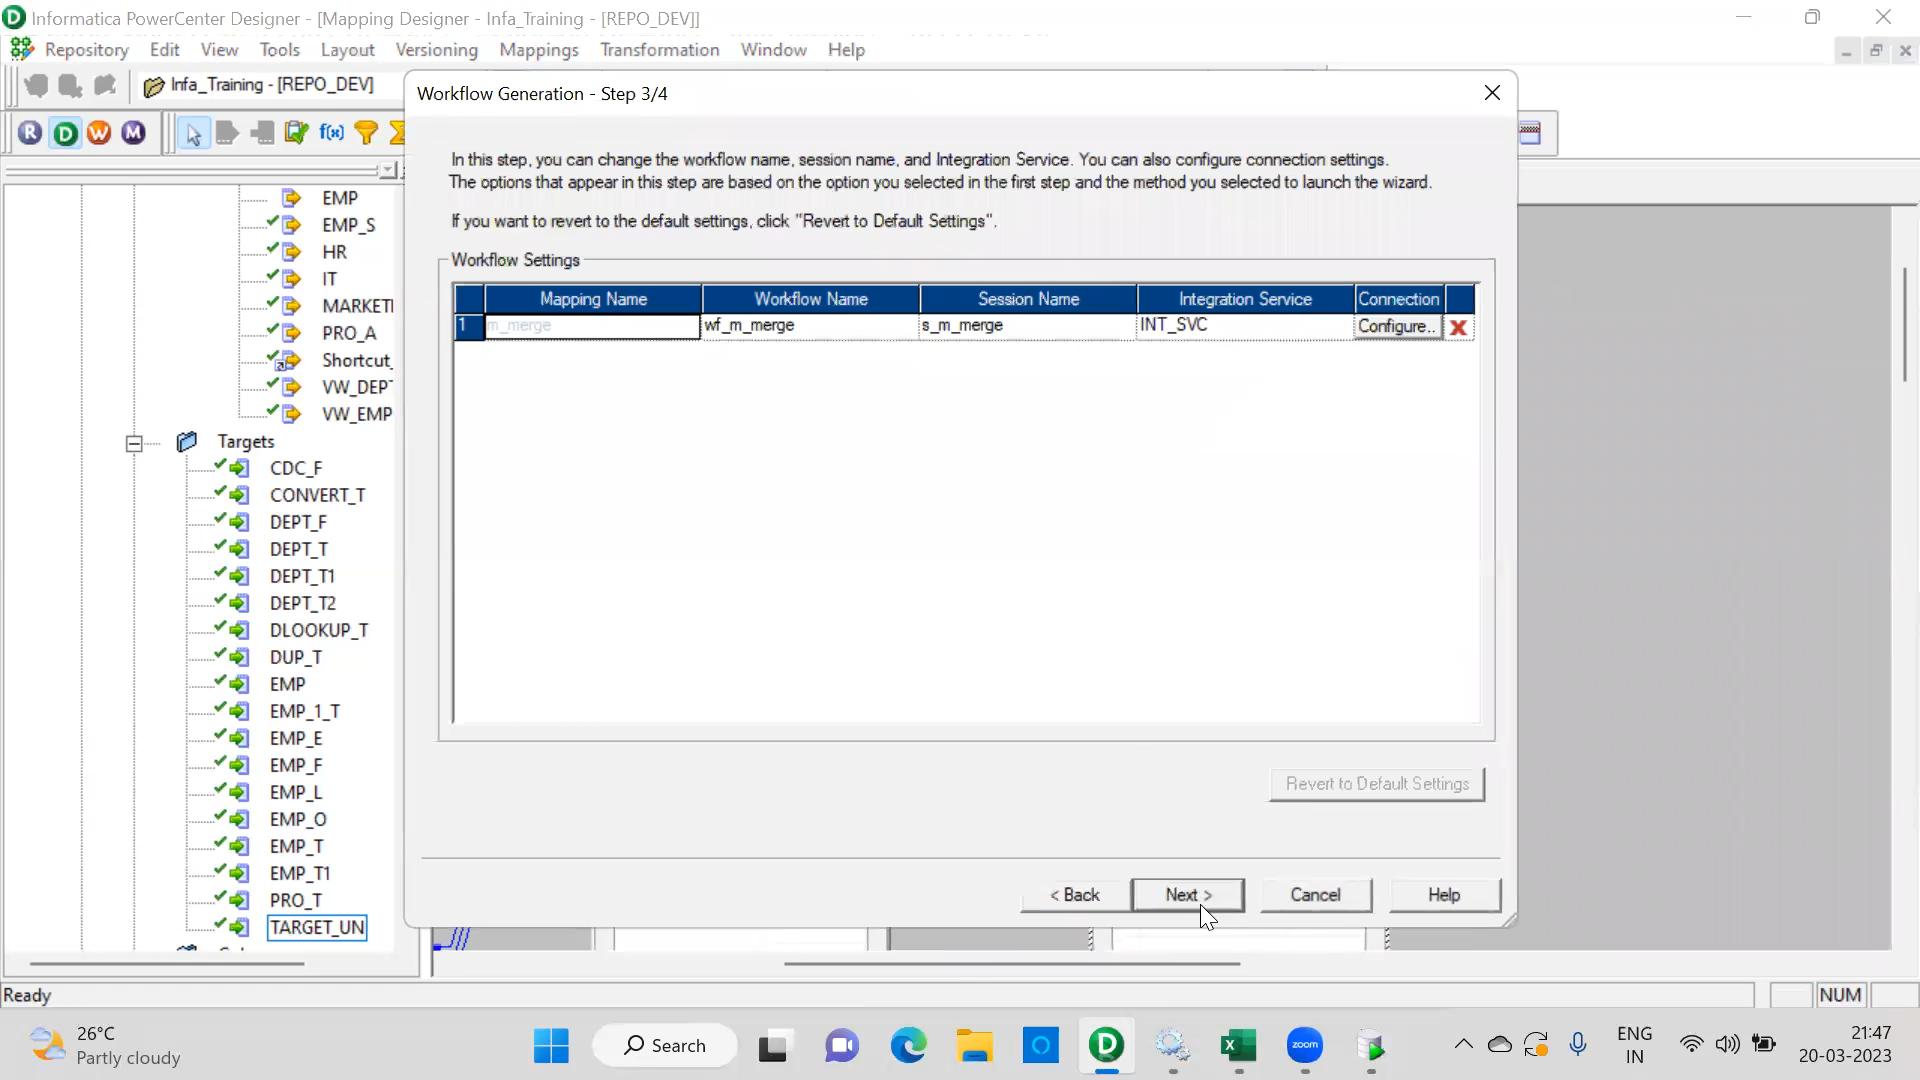 Informatica PowerCenter Designer - [Mapping Designer - Infa_Training - [REPO_DEV]]
Repository Edit View Tools Layout Versioning Mappings Transformation Window Help
Infa_Training - [REPO_DEV]
R D W M f(x) Σ
Workflow Generation - Step 3/4
In this step, you can change the workflow name, session name, and Integration Service. You can also configure connection settings.
The options that appear in this step are based on the option you selected in the first step and the method you selected to launch the wizard.
If you want to revert to the default settings, click "Revert to Default Settings".
Workflow Settings
Mapping Name Workflow Name Session Name Integration Service Connection
1 m_merge wf_m_merge s_m_merge INT_SVC Configure..
Revert to Default Settings
< Back Next > Cancel Help
EMP
EMP_S
HR
IT
MARKETI
PRO_A
Shortcut_
VW_DEPT
VW_EMP
Targets
CDC_F
CONVERT_T
DEPT_F
DEPT_T
DEPT_T1
DEPT_T2
DLOOKUP_T
DUP_T
EMP
EMP_1_T
EMP_E
EMP_F
EMP_L
EMP_O
EMP_T
EMP_T1
PRO_T
TARGET_UN
Ready NUM
26°C
Partly cloudy
Search
D
zoom
ENG
IN
21:47
20-03-2023